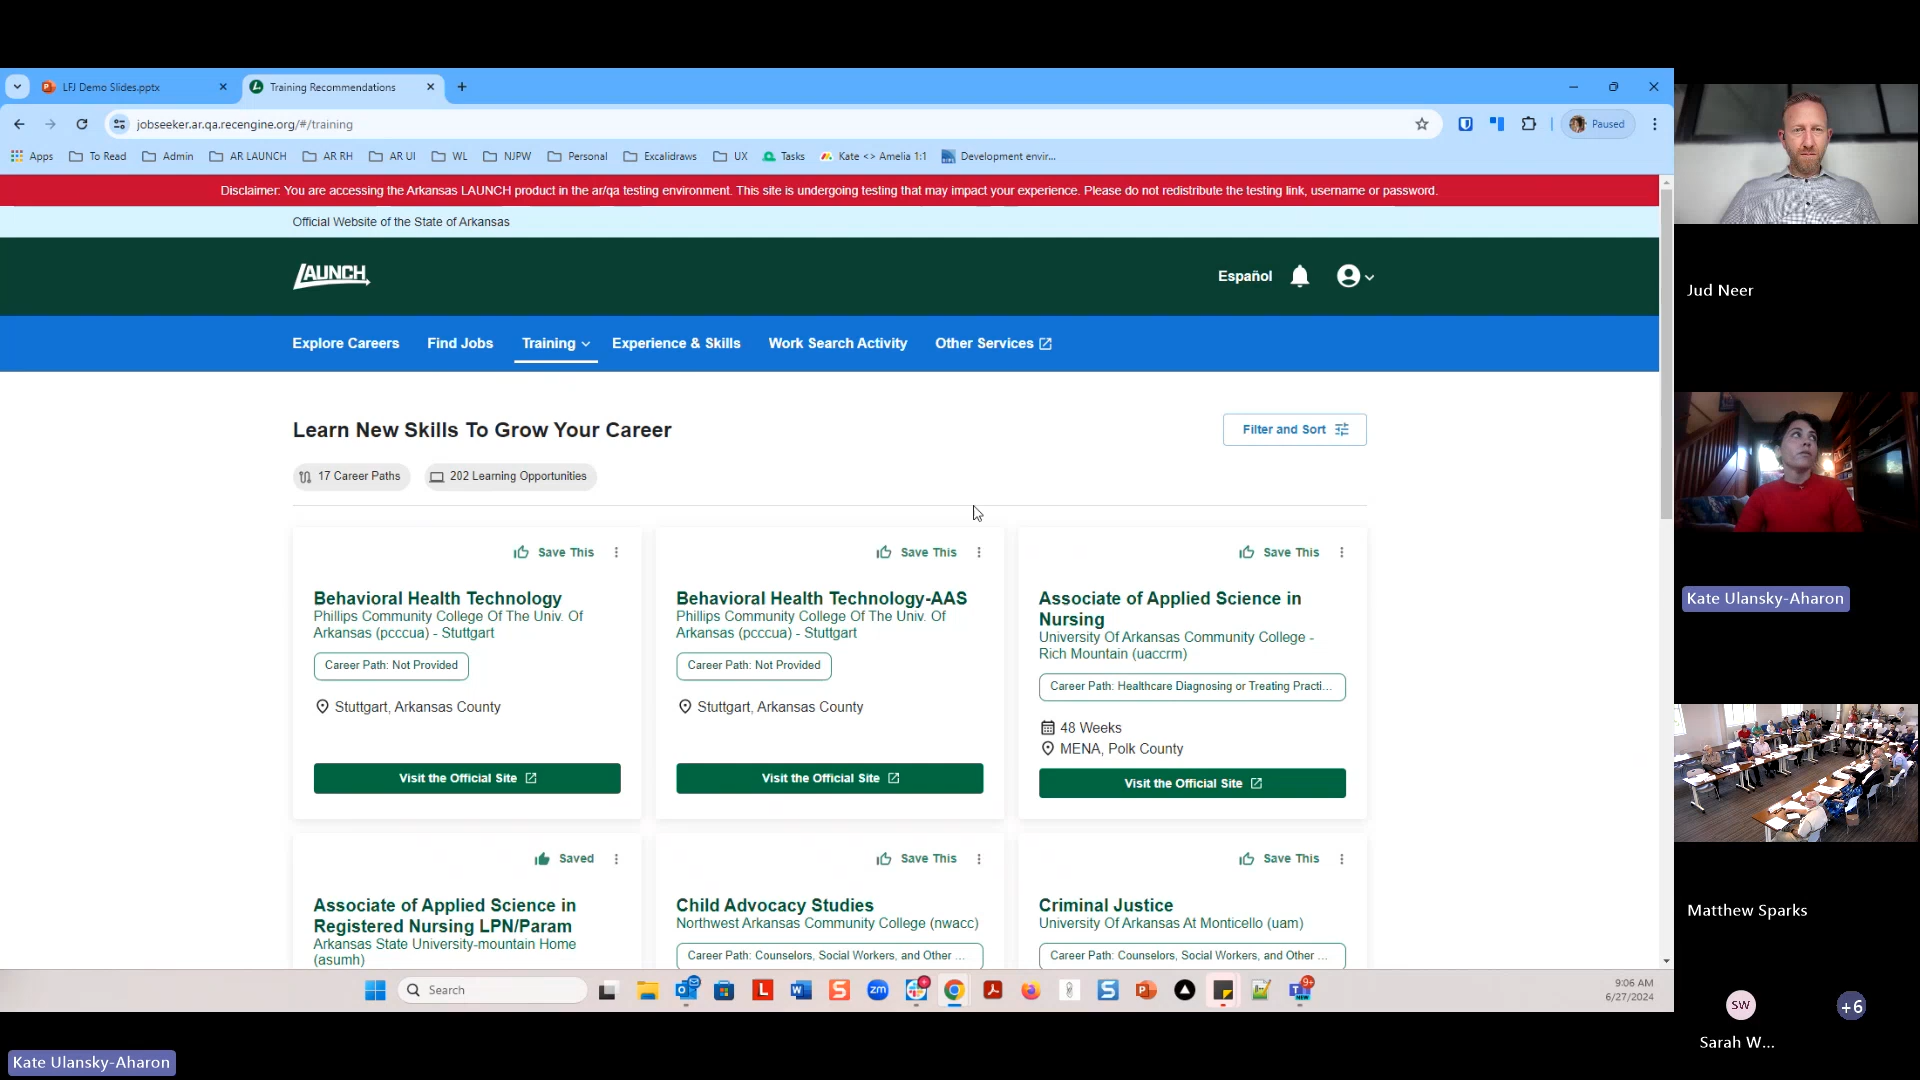 LFJ Demo Slides.pptx
Training Recommendations
jobseeker.ar.qa.recengine.org/#/training
Paused
Apps
To Read
Admin
AR LAUNCH
AR RH
AR UI
WL
NJPW
Personal
Excalidraws
UX
Tasks
Kate <> Amelia 1:1
Development envir...
Disclaimer: You are accessing the Arkansas LAUNCH product in the ar/qa testing environment. This site is undergoing testing that may impact your experience. Please do not redistribute the testing link, username or password.
Official Website of the State of Arkansas
LAUNCH
Español
Explore Careers
Find Jobs
Training
Experience & Skills
Work Search Activity
Other Services
Learn New Skills To Grow Your Career
Filter and Sort
17 Career Paths
202 Learning Opportunities
Save This
Behavioral Health Technology
Phillips Community College Of The Univ. Of
Arkansas (pcccua) - Stuttgart
Career Path: Not Provided
Stuttgart, Arkansas County
Visit the Official Site
Save This
Behavioral Health Technology-AAS
Phillips Community College Of The Univ. Of
Arkansas (pcccua) - Stuttgart
Career Path: Not Provided
Stuttgart, Arkansas County
Visit the Official Site
Save This
Associate of Applied Science in
Nursing
University Of Arkansas Community College -
Rich Mountain (uaccrm)
Career Path: Healthcare Diagnosing or Treating Practi...
48 Weeks
MENA, Polk County
Visit the Official Site
Saved
Associate of Applied Science in
Registered Nursing LPN/Param
Arkansas State University-mountain Home
(asumh)
Save This
Child Advocacy Studies
Northwest Arkansas Community College (nwacc)
Career Path: Counselors, Social Workers, and Other ...
Save This
Criminal Justice
University Of Arkansas At Monticello (uam)
Career Path: Counselors, Social Workers, and Other ...
Search
L
W
S
zm
S
P
9+
NEW
9:06 AM
6/27/2024
Jud Neer
Kate Ulansky-Aharon
Matthew Sparks
SW
+6
Sarah W...
Kate Ulansky-Aharon